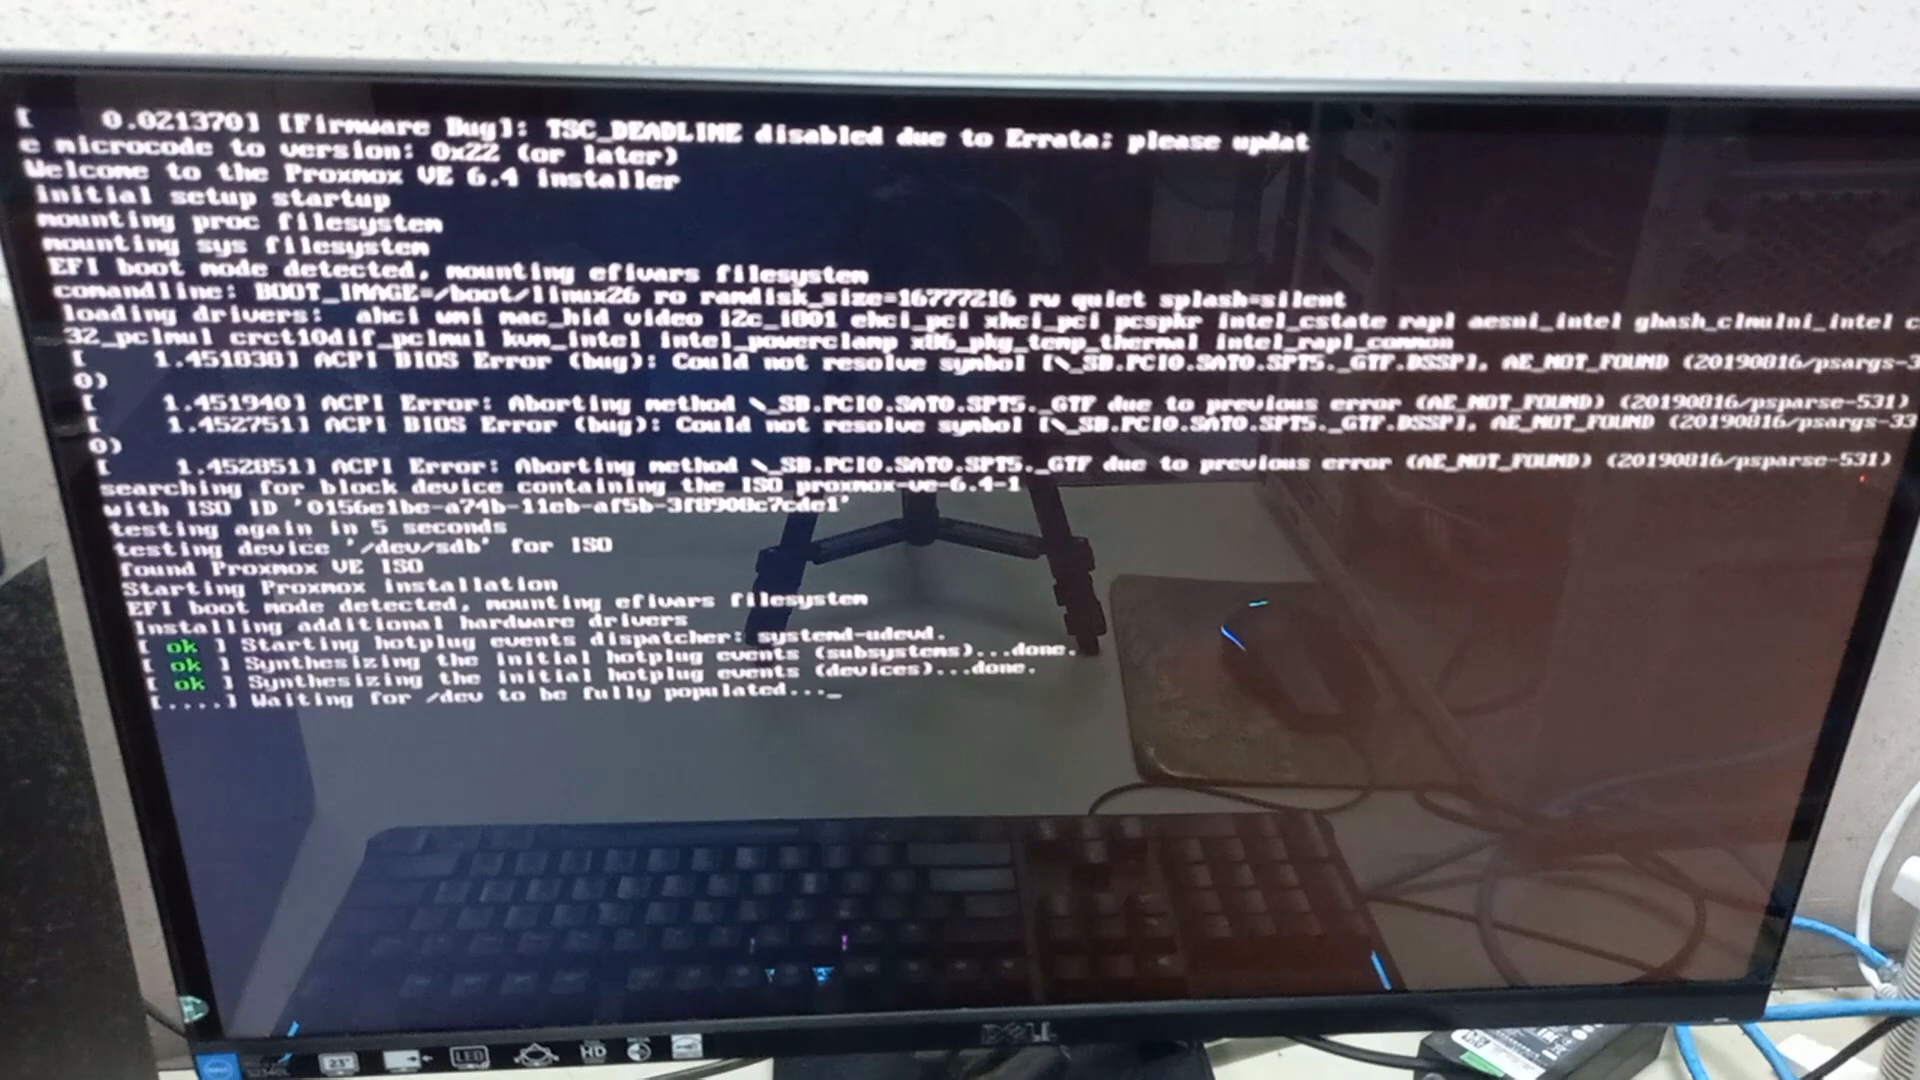 [    0.021370] [Firmware Bug]: TSC_DEADLINE disabled due to Errata; please updat
e microcode to version: 0x22 (or later)
Welcome to the Proxmox VE 6.4 installer
initial setup startup
mounting proc filesystem
mounting sys filesystem
EFI boot mode detected, mounting efivars filesystem
comandline: BOOT_IMAGE=/boot/linux26 ro ramdisk_size=16777216 rw quiet splash=silent
loading drivers:  ahci wmi mac_hid video i2c_i801 ehci_pci xhci_pci pcspkr intel_cstate rapl aesni_intel ghash_clmulni_intel c
32_pclmul crct10dif_pclmul kvm_intel intel_powerclamp x86_pkg_temp_thermal intel_rapl_common
[    1.451838] ACPI BIOS Error (bug): Could not resolve symbol [\_SB.PCI0.SAT0.SPT5._GTF.DSSP], AE_NOT_FOUND (20190816/psargs-3
0)
[    1.451940] ACPI Error: Aborting method \_SB.PCI0.SAT0.SPT5._GTF due to previous error (AE_NOT_FOUND) (20190816/psparse-531)
[    1.452751] ACPI BIOS Error (bug): Could not resolve symbol [\_SB.PCI0.SAT0.SPT5._GTF.DSSP], AE_NOT_FOUND (20190816/psargs-33
0)
[    1.452851] ACPI Error: Aborting method \_SB.PCI0.SAT0.SPT5._GTF due to previous error (AE_NOT_FOUND) (20190816/psparse-531)
searching for block device containing the ISO proxmox-ve-6.4-1
with ISO ID '0156e1be-a74b-11eb-af5b-3f8908c7cde1'
testing again in 5 seconds
testing device '/dev/sdb' for ISO
found Proxmox VE ISO
Starting Proxmox installation
EFI boot mode detected, mounting efivars filesystem
Installing additional hardware drivers
[ ok ] Starting hotplug events dispatcher: systemd-udevd.
[ ok ] Synthesizing the initial hotplug events (subsystems)...done.
[ ok ] Synthesizing the initial hotplug events (devices)...done.
[....] Waiting for /dev to be fully populated..._
DELL
23"
LED
HD